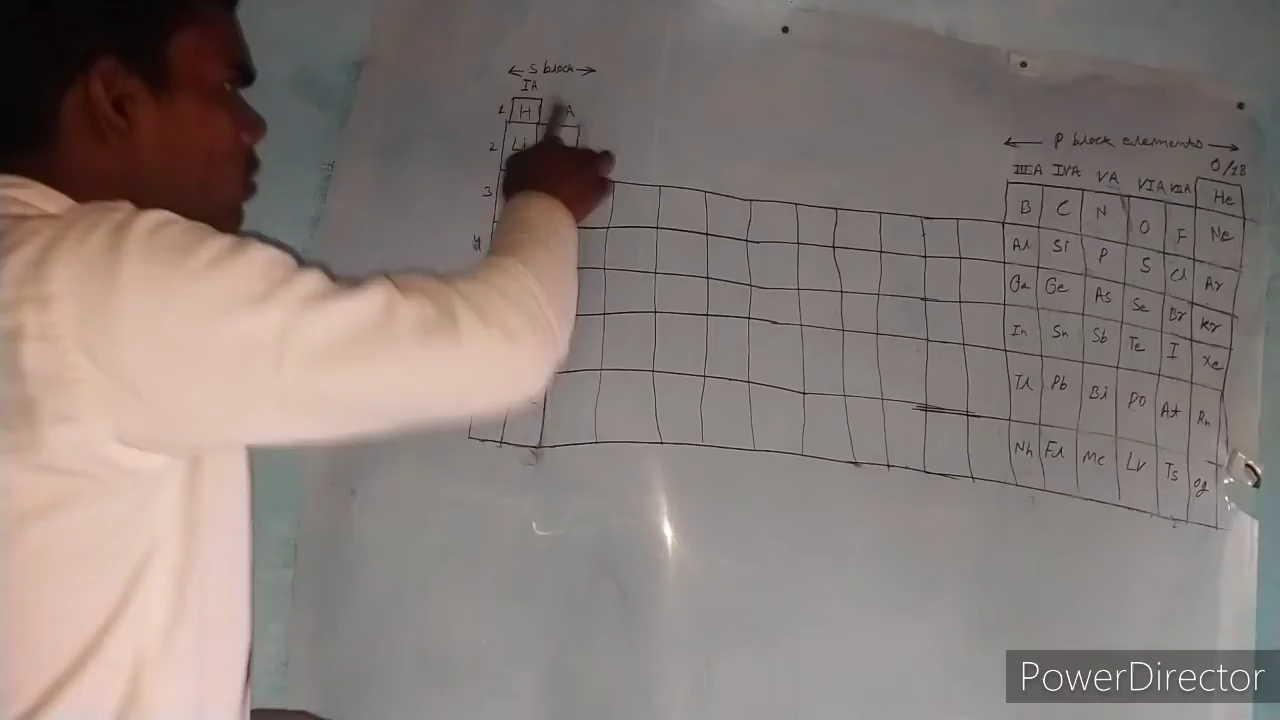 S block
IA
1 H A
2 Li
3
4
P block elements
IIIA IVA VA VIA VIIA 0/18
He
B C N O F Ne
Al Si P S Cl Ar
Ga Ge As Se Br Kr
In Sn Sb Te I Xe
Tl Pb Bi Po At Rn
Nh Fl Mc Lv Ts Og
PowerDirector